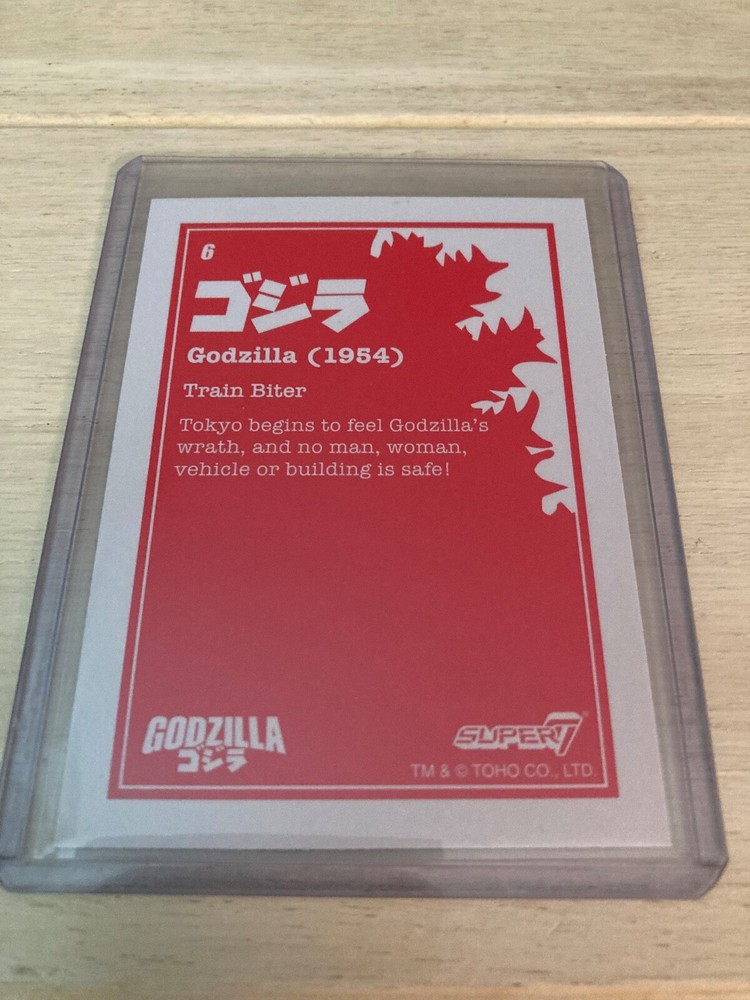 6
ゴジラ
Godzilla (1954)
Train Biter
Tokyo begins to feel Godzilla's
wrath, and no man, woman,
vehicle or building is safe!
GODZILLA
ゴジラ
SUPER7
TM & © TOHO CO., LTD.